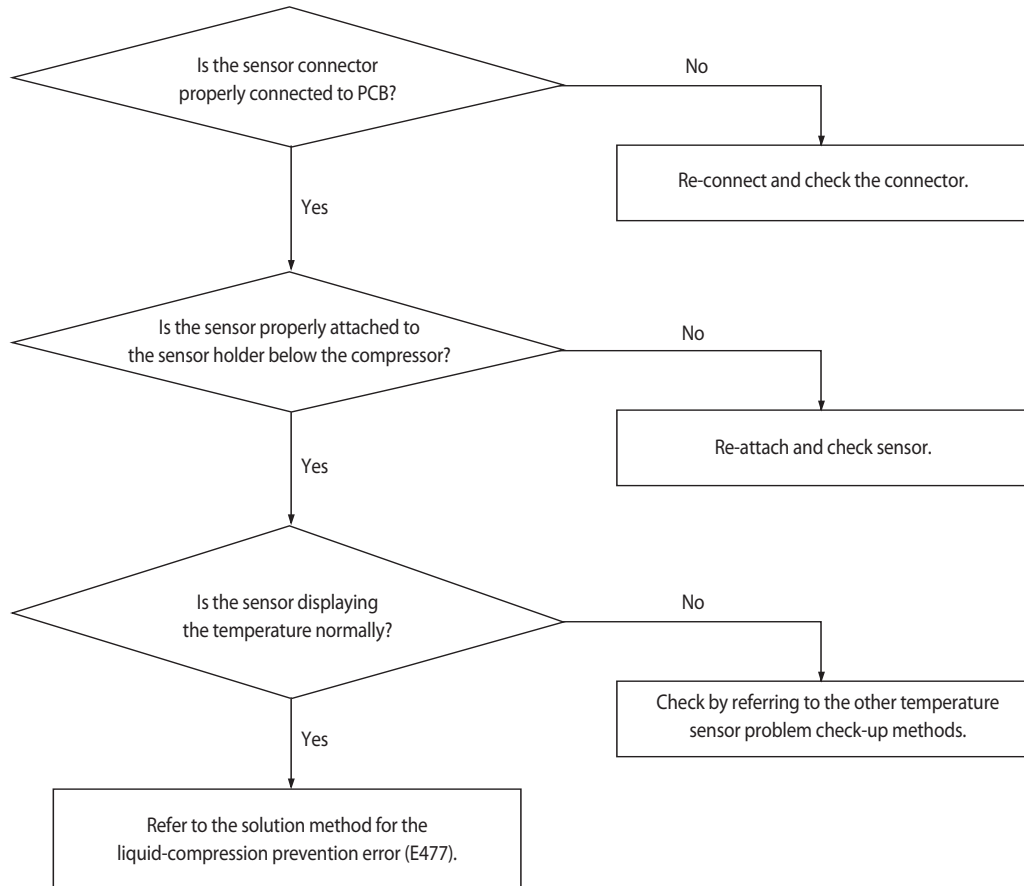 Is the sensor connector
properly connected to PCB?
No
Re-connect and check the connector.
Yes
Is the sensor properly attached to
the sensor holder below the compressor?
No
Re-attach and check sensor.
Yes
Is the sensor displaying
the temperature normally?
No
Check by referring to the other temperature
sensor problem check-up methods.
Yes
Refer to the solution method for the
liquid-compression prevention error (E477).